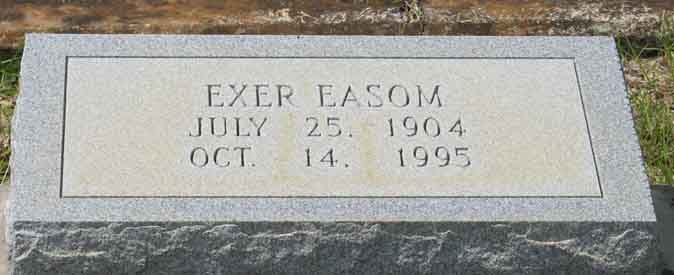 EXER EASOM
JULY 25, 1904
OCT. 14, 1995